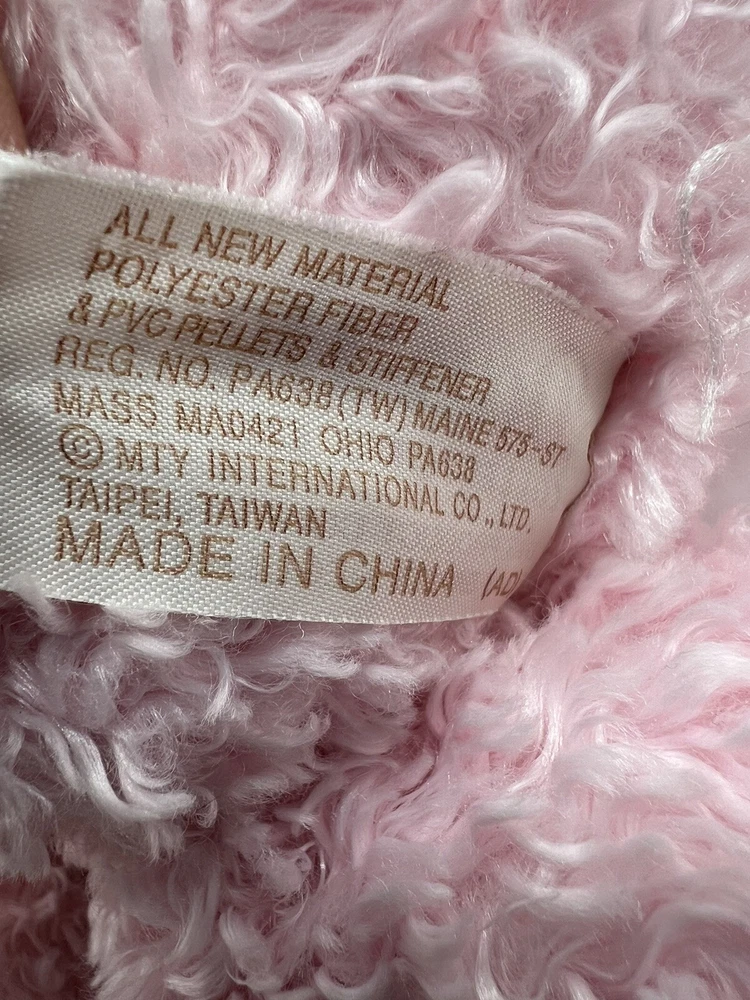 ALL NEW MATERIAL
POLYESTER FIBER
& PVC PELLETS & STIFFENER
REG. NO. PA638 (TW) MAINE 575-ST
MASS MA0421 OHIO PA638
© MTY INTERNATIONAL CO., LTD.
TAIPEI, TAIWAN
MADE IN CHINA